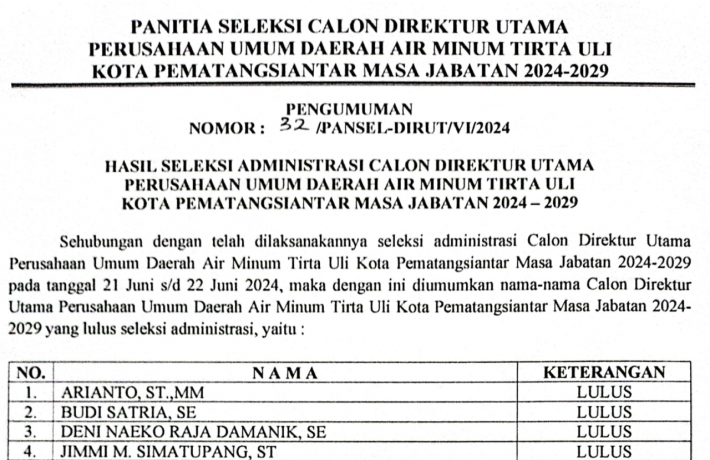 PANITIA SELEKSI CALON DIREKTUR UTAMA
PERUSAHAAN UMUM DAERAH AIR MINUM TIRTA ULI
KOTA PEMATANGSIANTAR MASA JABATAN 2024-2029
PENGUMUMAN
NOMOR : 32 /PANSEL-DIRUT/VI/2024
HASIL SELEKSI ADMINISTRASI CALON DIREKTUR UTAMA
PERUSAHAAN UMUM DAERAH AIR MINUM TIRTA ULI
KOTA PEMATANGSIANTAR MASA JABATAN 2024 – 2029
Sehubungan dengan telah dilaksanakannya seleksi administrasi Calon Direktur Utama
Perusahaan Umum Daerah Air Minum Tirta Uli Kota Pematangsiantar Masa Jabatan 2024-2029
pada tanggal 21 Juni s/d 22 Juni 2024, maka dengan ini diumumkan nama-nama Calon Direktur
Utama Perusahaan Umum Daerah Air Minum Tirta Uli Kota Pematangsiantar Masa Jabatan 2024-
2029 yang lulus seleksi administrasi, yaitu :
NO. N A M A KETERANGAN
1. ARIANTO, ST.,MM LULUS
2. BUDI SATRIA, SE LULUS
3. DENI NAEKO RAJA DAMANIK, SE LULUS
4. JIMMI M. SIMATUPANG, ST LULUS